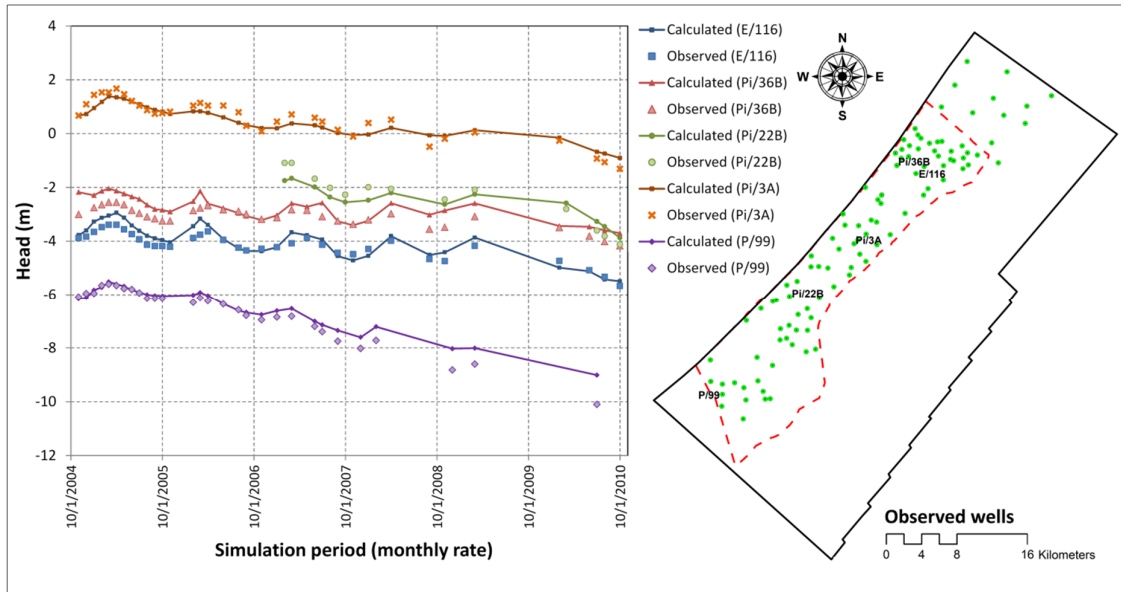 4
2
0
-2
-4
-6
-8
-10
-12
Head (m)
10/1/2004
10/1/2005
10/1/2006
10/1/2007
10/1/2008
10/1/2009
10/1/2010
Simulation period (monthly rate)
Calculated (E/116)
Observed (E/116)
Calculated (Pi/36B)
Observed (Pi/36B)
Calculated (Pi/22B)
Observed (Pi/22B)
Calculated (Pi/3A)
Observed (Pi/3A)
Calculated (P/99)
Observed (P/99)
N
W E
S
Pi/36B
E/116
Pi/3A
Pi/22B
P/99
Observed wells
0 4 8 16 Kilometers